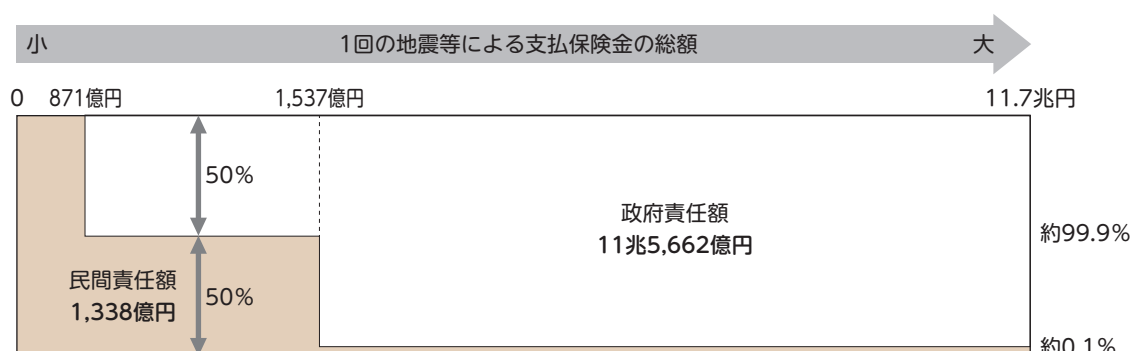 小 1回の地震等による支払保険金の総額 大
0 871億円 1,537億円 11.7兆円
50%
政府責任額
11兆5,662億円
約99.9%
民間責任額
1,338億円
50%
約0.1%